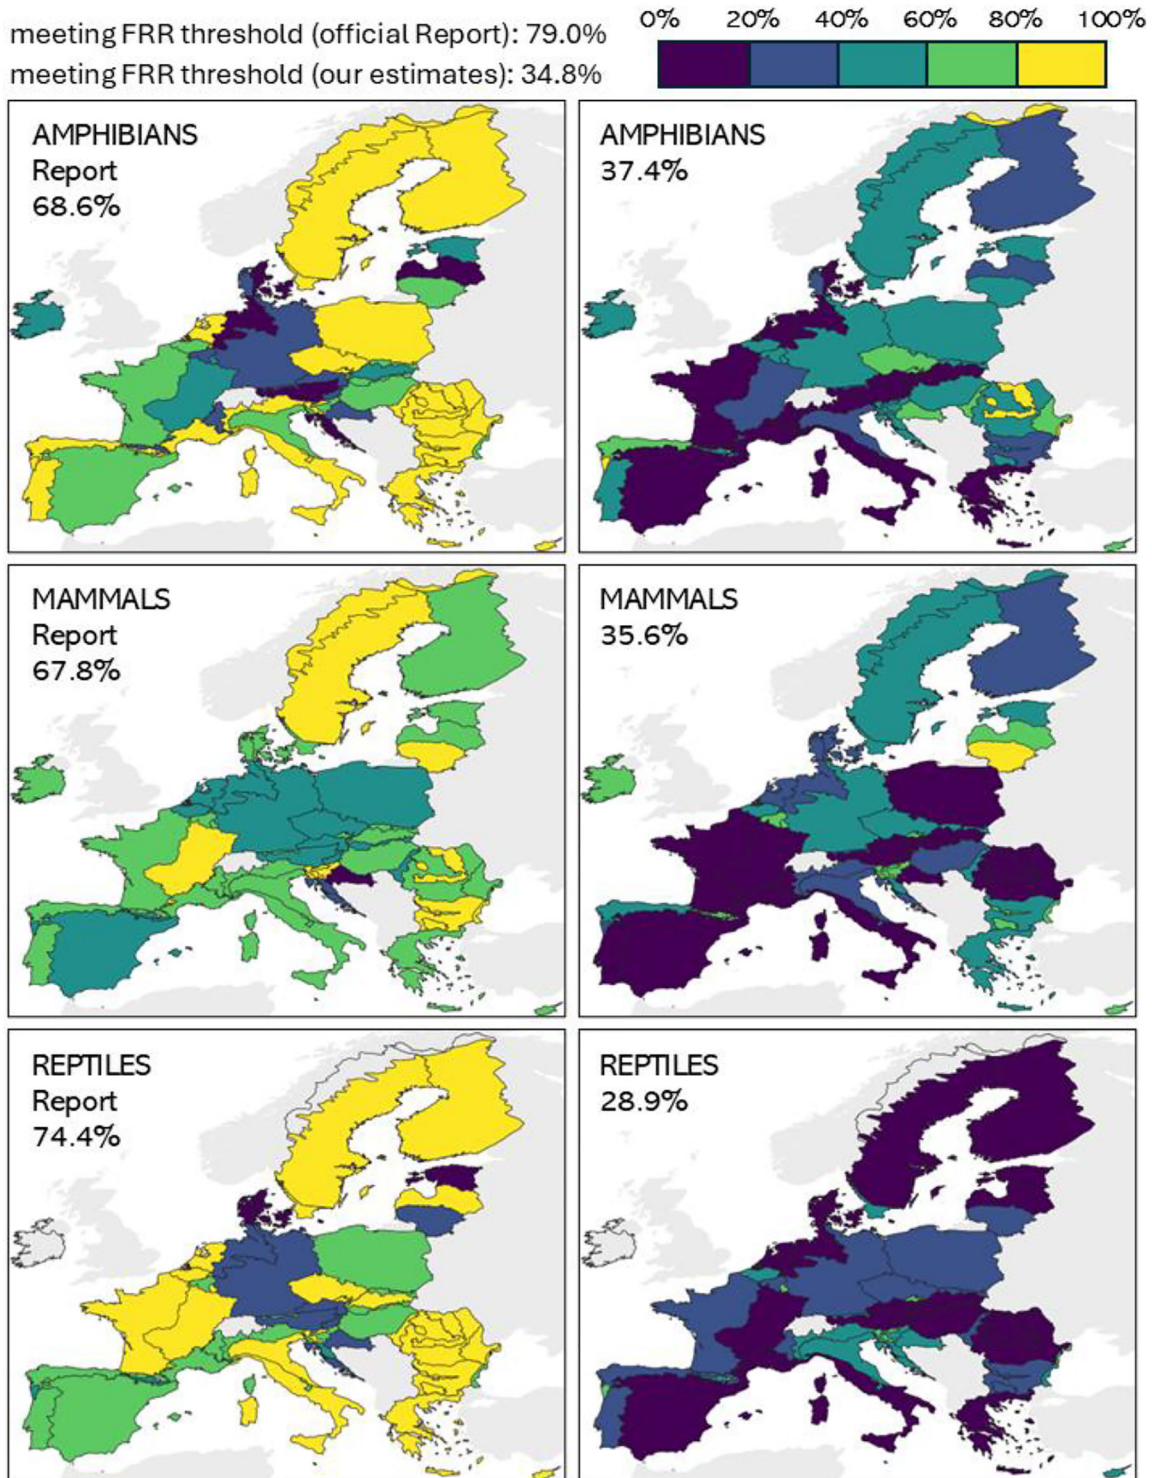 meeting FRR threshold (official Report): 79.0%
meeting FRR threshold (our estimates): 34.8%
0% 20% 40% 60% 80% 100%
AMPHIBIANS
Report
68.6%
AMPHIBIANS
37.4%
MAMMALS
Report
67.8%
MAMMALS
35.6%
REPTILES
Report
74.4%
REPTILES
28.9%